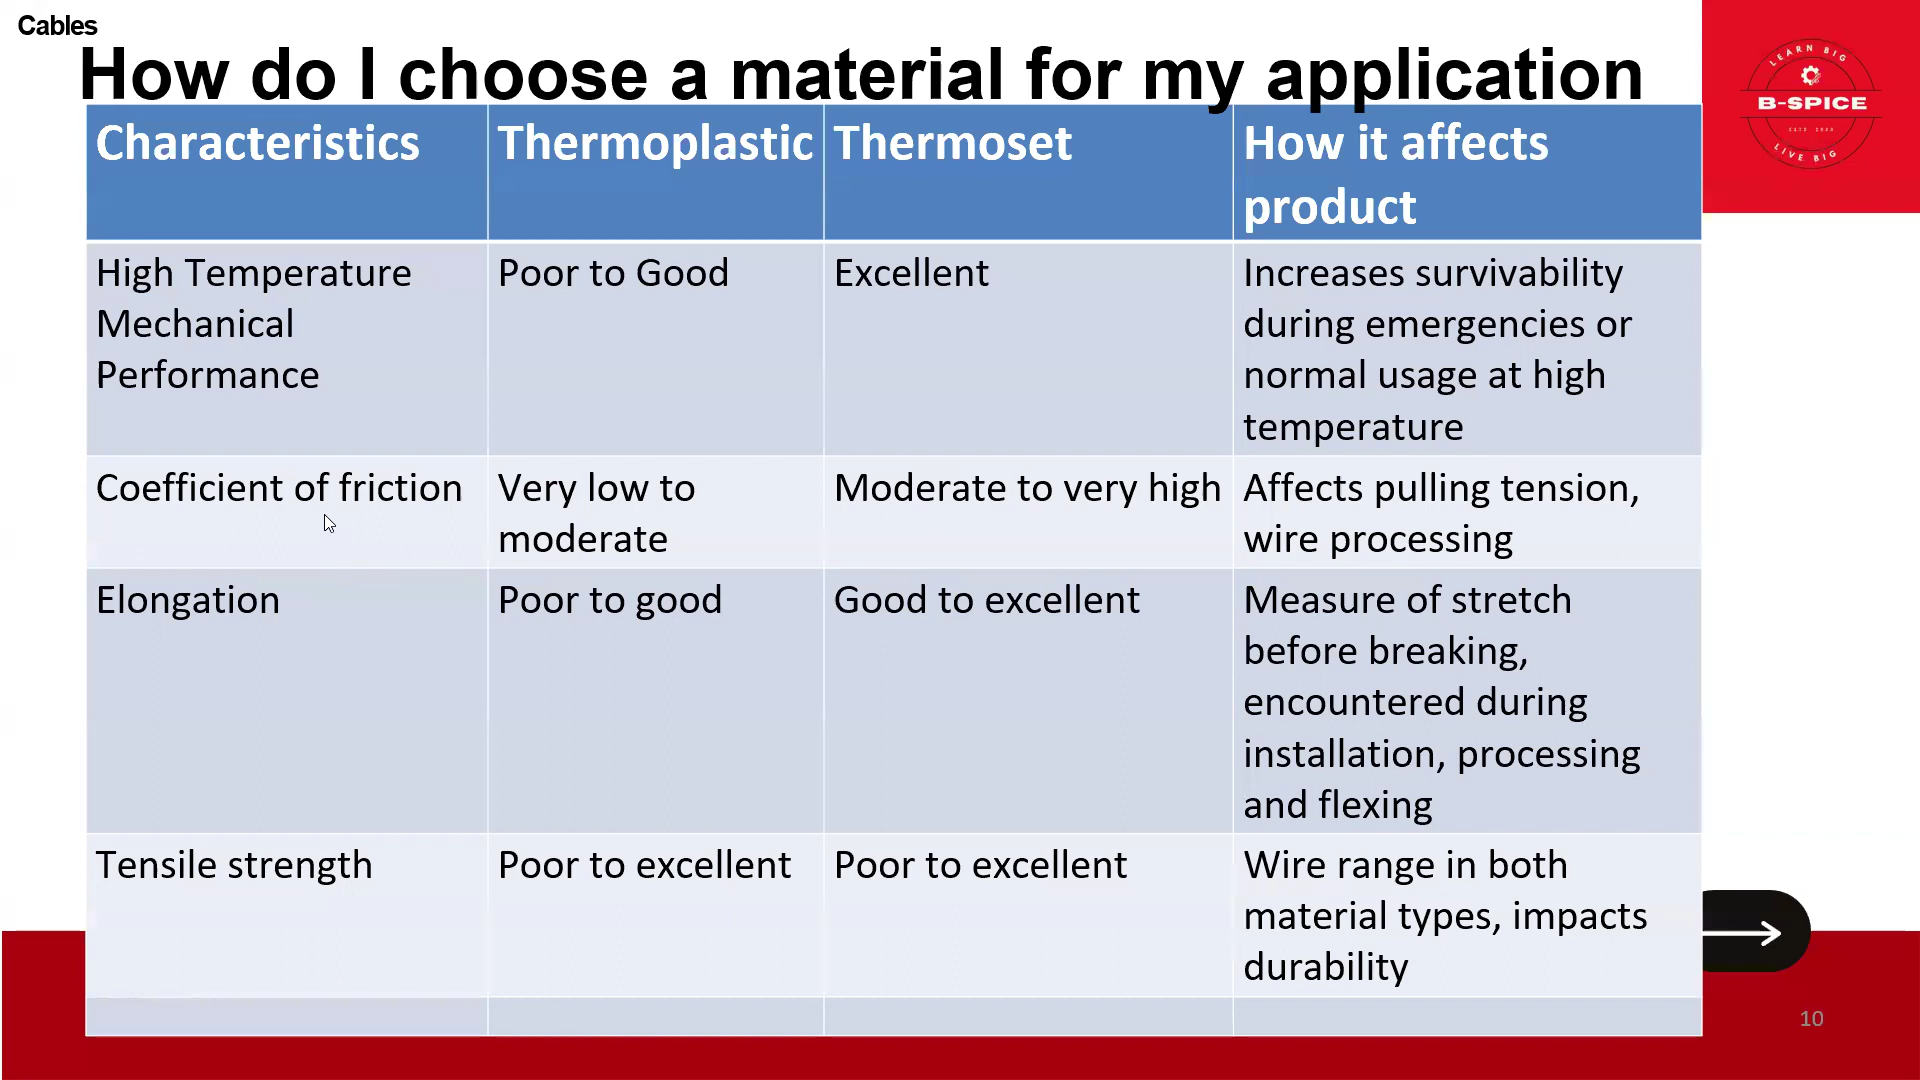 Cables
How do I choose a material for my application
LEARN BIG
B-SPICE
LIVE BIG
Characteristics
Thermoplastic
Thermoset
How it affects
product
High Temperature
Mechanical
Performance
Poor to Good
Excellent
Increases survivability
during emergencies or
normal usage at high
temperature
Coefficient of friction
Very low to
moderate
Moderate to very high
Affects pulling tension,
wire processing
Elongation
Poor to good
Good to excellent
Measure of stretch
before breaking,
encountered during
installation, processing
and flexing
Tensile strength
Poor to excellent
Poor to excellent
Wire range in both
material types, impacts
durability
10